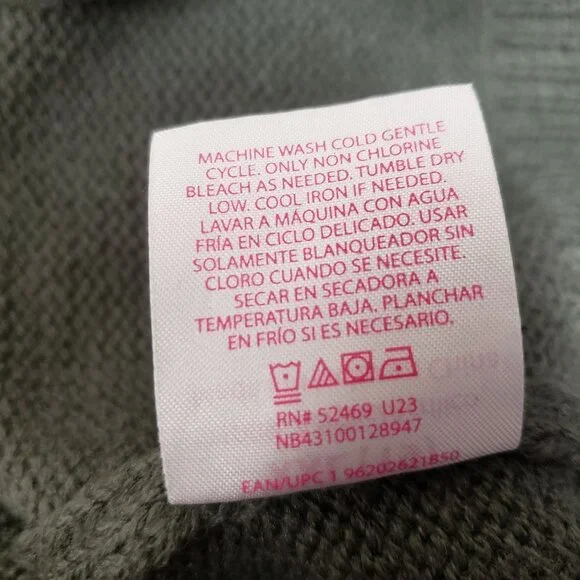 MACHINE WASH COLD GENTLE
CYCLE. ONLY NON CHLORINE
BLEACH AS NEEDED. TUMBLE DRY
LOW. COOL IRON IF NEEDED.
LAVAR A MÁQUINA CON AGUA
FRÍA EN CICLO DELICADO. USAR
SOLAMENTE BLANQUEADOR SIN
CLORO CUANDO SE NECESITE.
SECAR EN SECADORA A
TEMPERATURA BAJA. PLANCHAR
EN FRÍO SI ES NECESARIO.
RN# 52469 U23
NB43100128947
EAN/UPC 1 96202621850